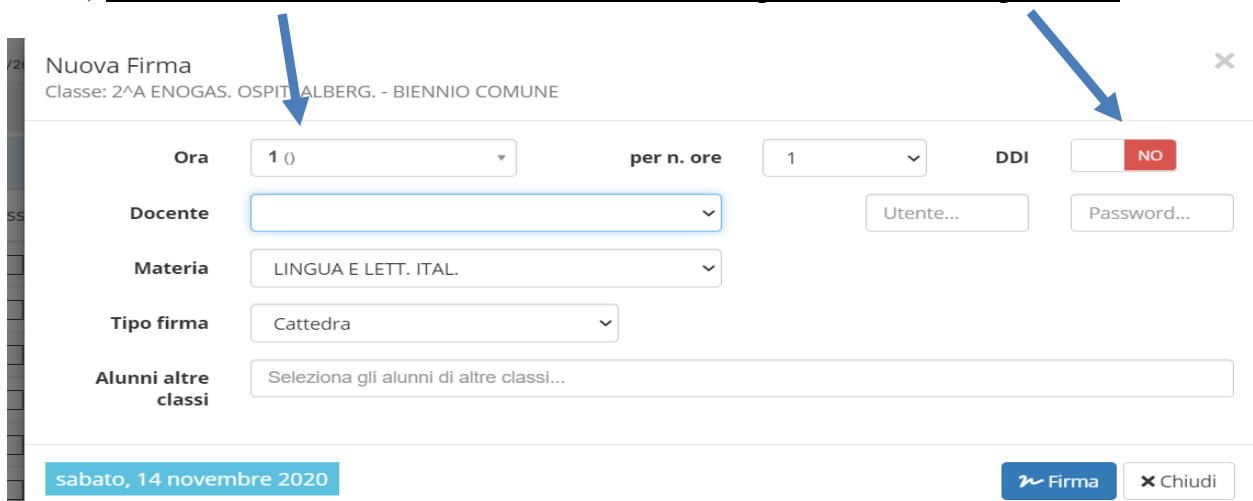 Nuova Firma ×
Classe: 2^A ENOGAS. OSPIT. ALBERG. - BIENNIO COMUNE
Ora 1 () per n. ore 1 DDI NO
Docente Utente... Password...
Materia LINGUA E LETT. ITAL.
Tipo firma Cattedra
Alunni altre classi Seleziona gli alunni di altre classi...
sabato, 14 novembre 2020 Firma × Chiudi